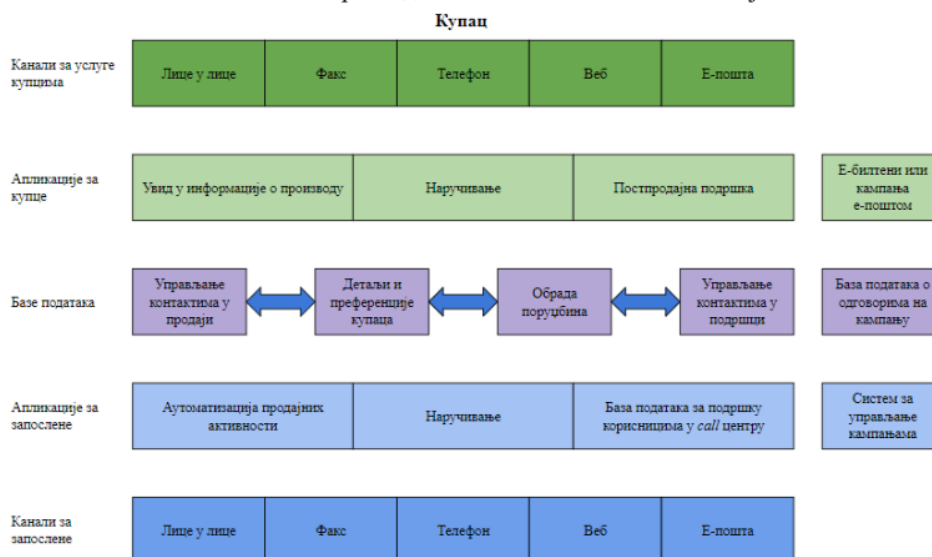 Купац
Канали за услуге
купцима
Лице у лице
Факс
Телефон
Веб
Е-пошта
Апликације за
купце
Увид у информације о производу
Наручивање
Постпродајна подршка
Е-билтени или
кампања
е-поштом
Базе података
Управљање
контактима у
продаји
Детаљи и
преференције
купаца
Обрада
поруџбина
Управљање
контактима у
подршци
База података о
одговорима на
кампању
Апликације за
запослене
Аутоматизација продајних
активности
Наручивање
База података за подршку
корисницима у call центру
Систем за
управљање
кампањама
Канали за
запослене
Лице у лице
Факс
Телефон
Веб
Е-пошта